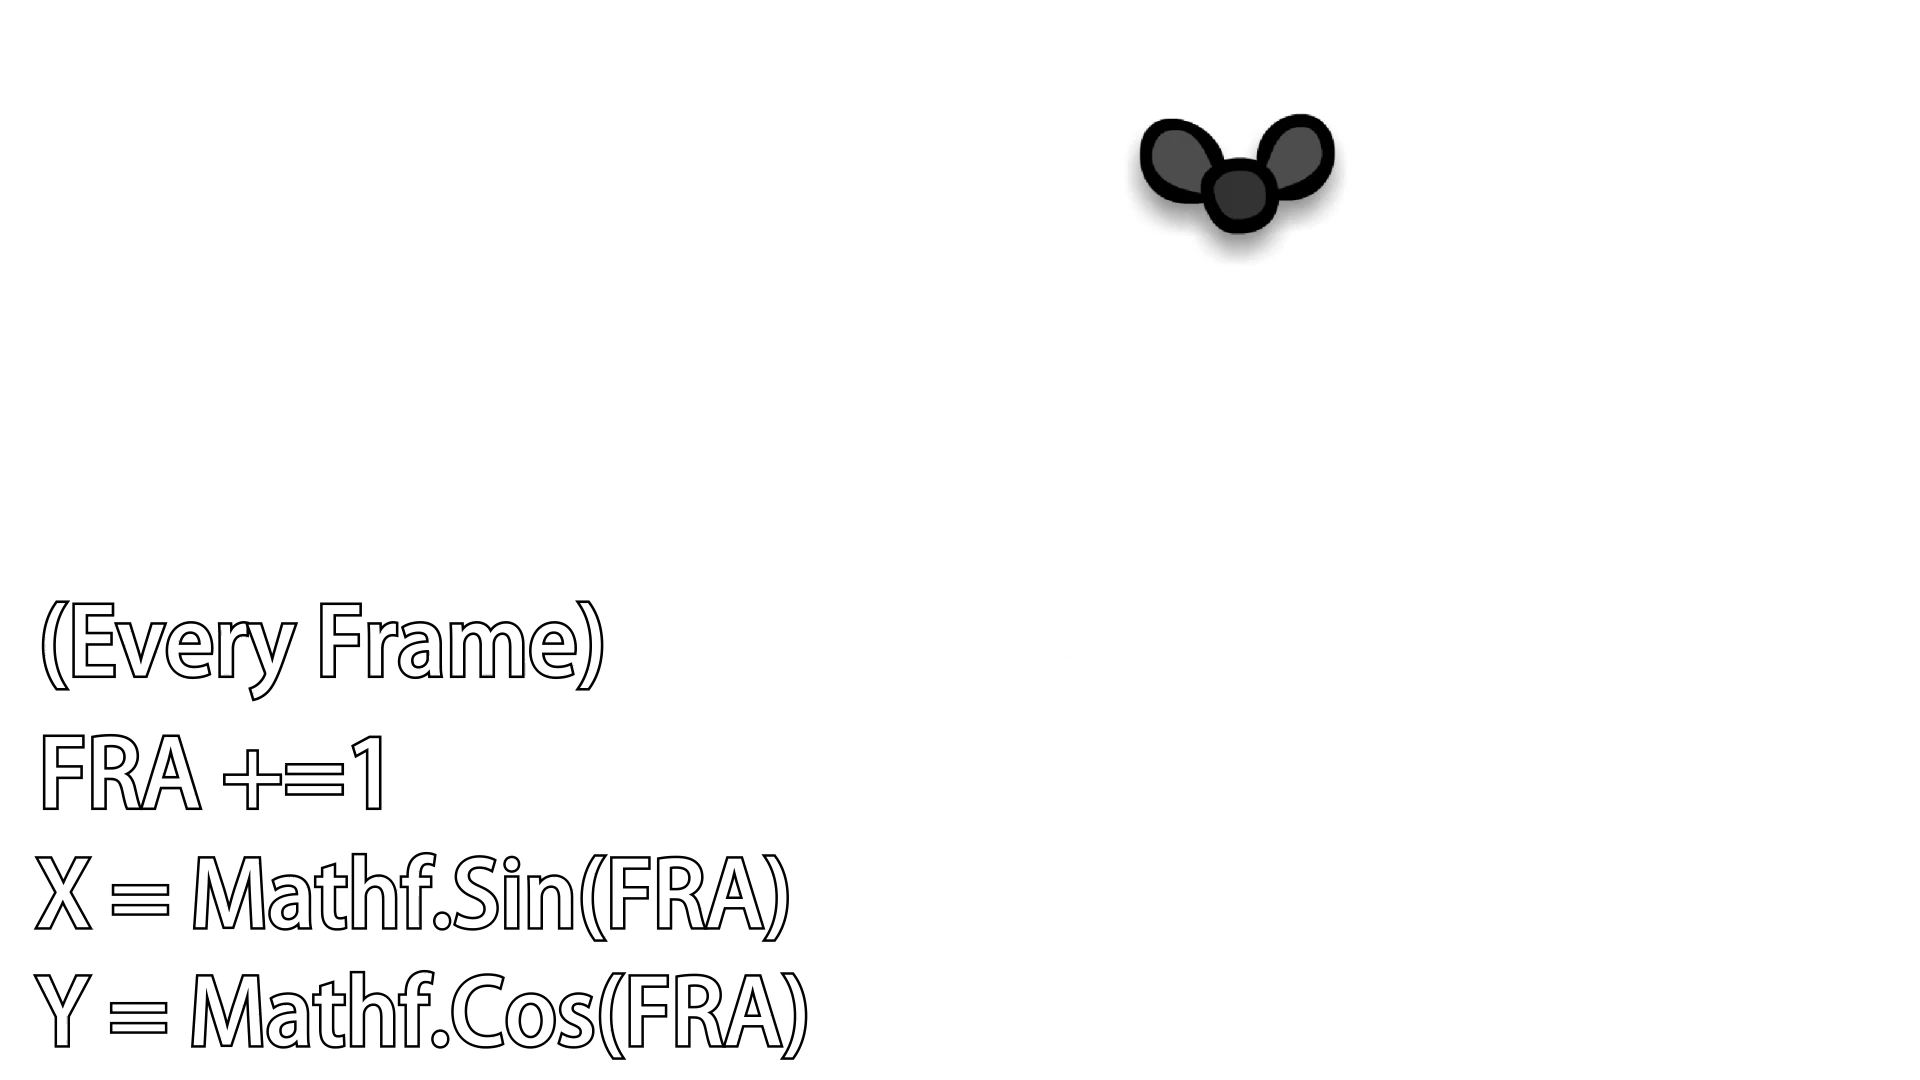 (Every Frame)
FRA +=1
X = Mathf.Sin(FRA)
Y = Mathf.Cos(FRA)